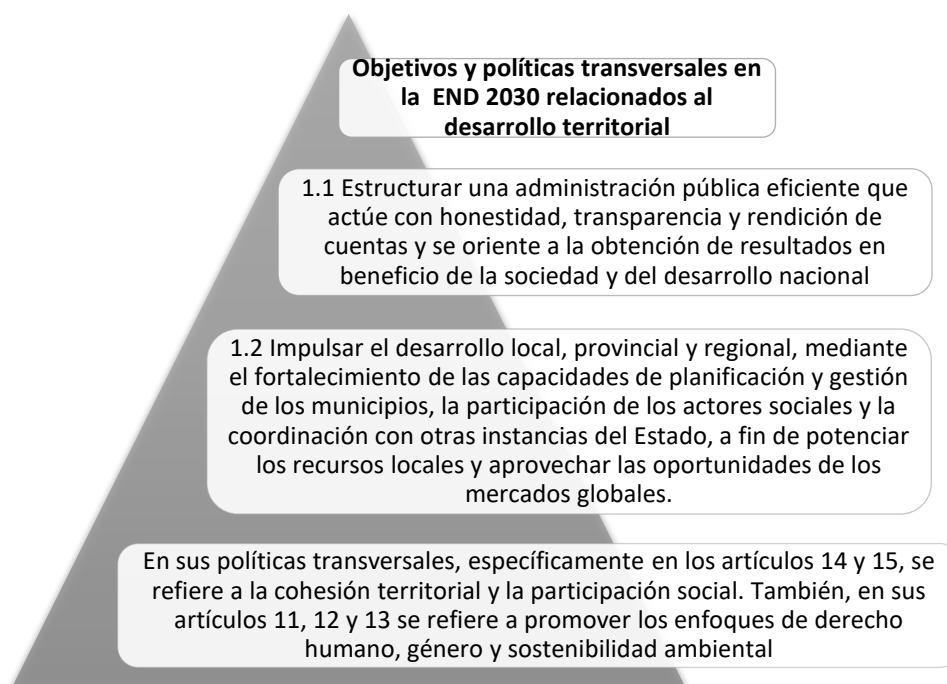 Objetivos y políticas transversales en
la END 2030 relacionados al
desarrollo territorial
1.1 Estructurar una administración pública eficiente que
actúe con honestidad, transparencia y rendición de
cuentas y se oriente a la obtención de resultados en
beneficio de la sociedad y del desarrollo nacional
1.2 Impulsar el desarrollo local, provincial y regional, mediante
el fortalecimiento de las capacidades de planificación y gestión
de los municipios, la participación de los actores sociales y la
coordinación con otras instancias del Estado, a fin de potenciar
los recursos locales y aprovechar las oportunidades de los
mercados globales.
En sus políticas transversales, específicamente en los artículos 14 y 15, se
refiere a la cohesión territorial y la participación social. También, en sus
artículos 11, 12 y 13 se refiere a promover los enfoques de derecho
humano, género y sostenibilidad ambiental